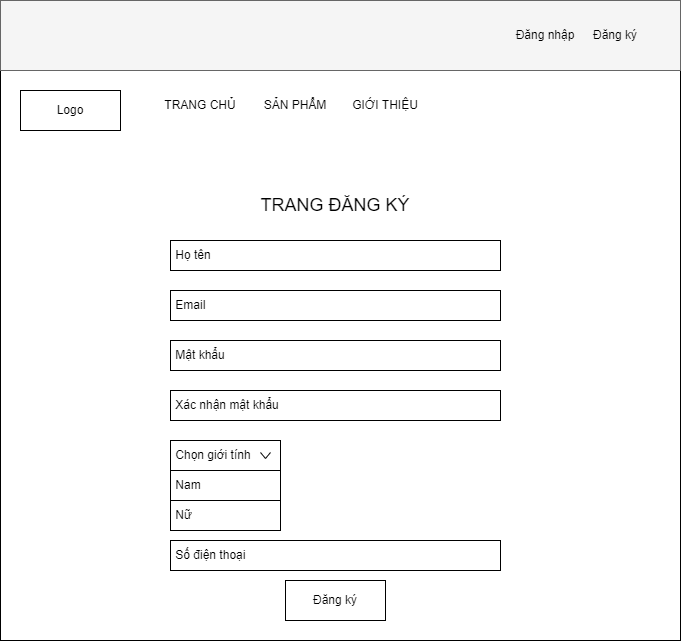 Đăng nhập Đăng ký
Logo
TRANG CHỦ SẢN PHẨM GIỚI THIỆU
TRANG ĐĂNG KÝ
Họ tên
Email
Mật khẩu
Xác nhận mật khẩu
Chọn giới tính
Nam
Nữ
Số điện thoại
Đăng ký